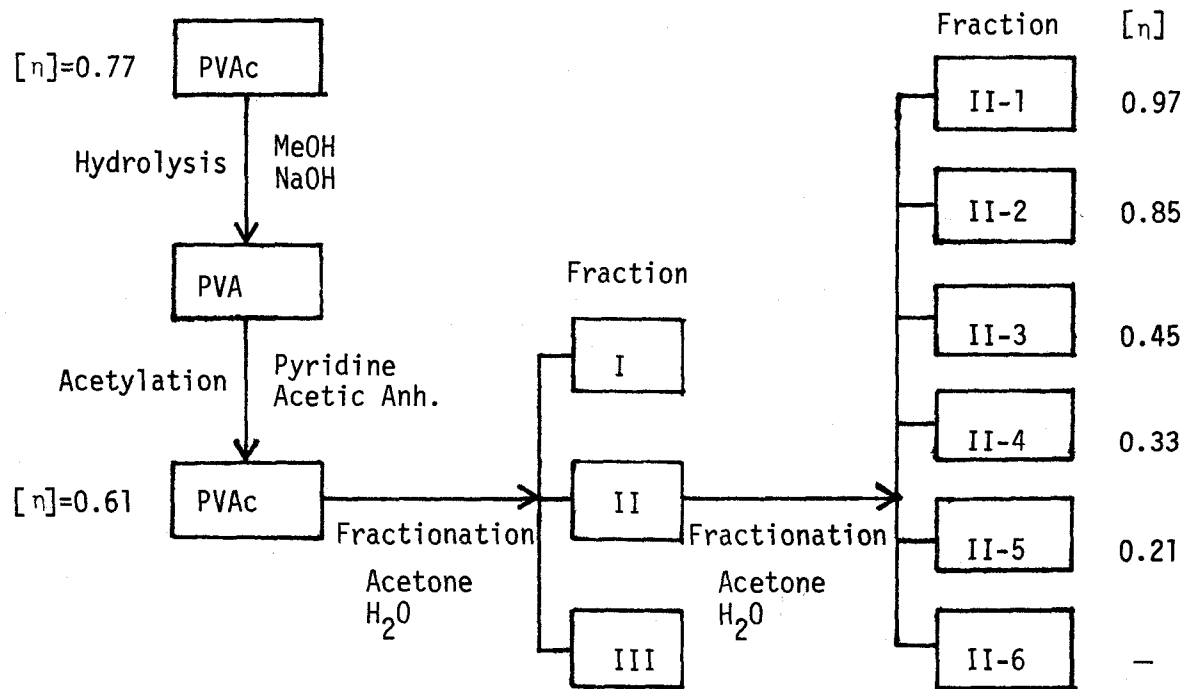 [η]=0.77
PVAc
Hydrolysis
MeOH
NaOH
PVA
Acetylation
Pyridine
Acetic Anh.
[η]=0.61
PVAc
Fractionation
Acetone
H₂O
Fraction
I
II
III
Fractionation
Acetone
H₂O
Fraction [η]
II-1 0.97
II-2 0.85
II-3 0.45
II-4 0.33
II-5 0.21
II-6 –